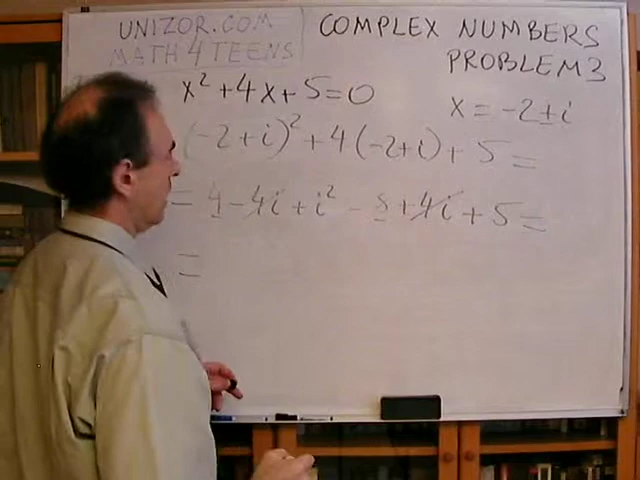 UNIZOR.COM
MATH 4 TEENS
COMPLEX NUMBERS
PROBLEM 3
x² + 4x + 5 = 0
x = -2 ± i
(-2 + i)² + 4(-2 + i) + 5 =
= 4 - 4i + i² - 8 + 4i + 5 =
=